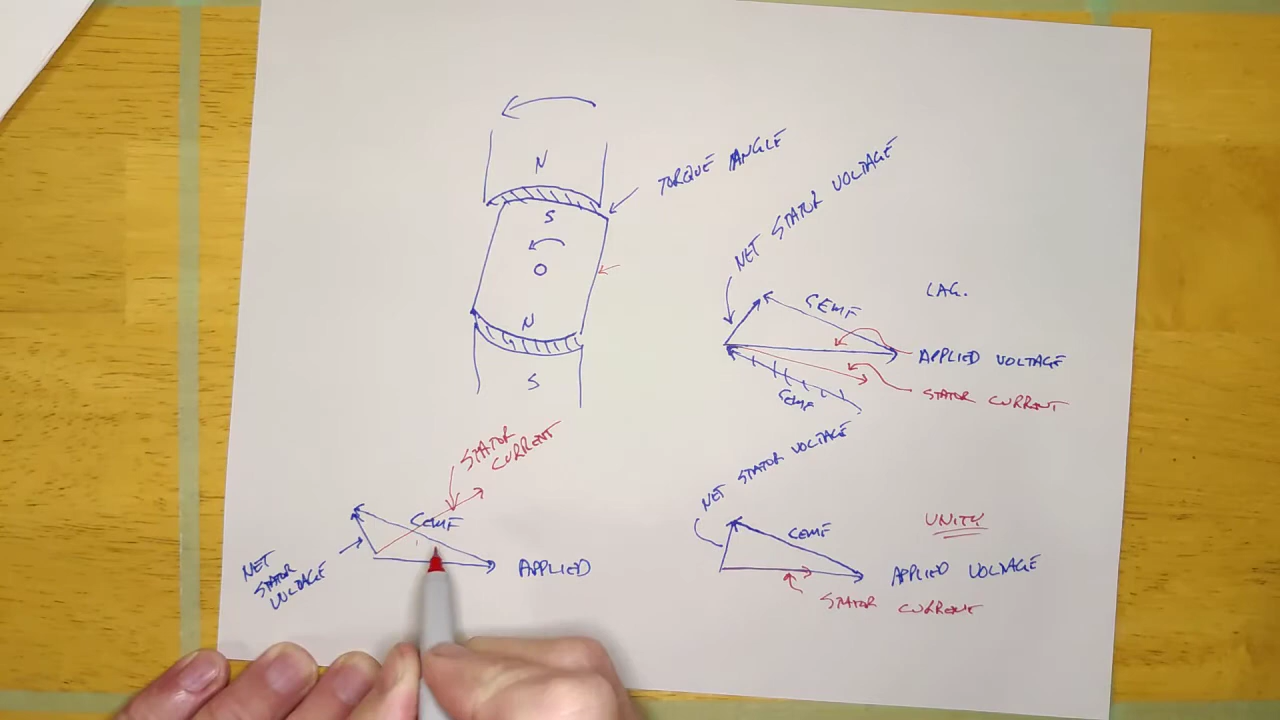 N
TORQUE ANGLE
S
O
N
S
NET STATOR VOLTAGE
LAG.
CEMF
APPLIED VOLTAGE
STATOR CURRENT
CEMF
STATOR
CURRENT
CEMF
NET
STATOR
VOLTAGE
APPLIED
NET STATOR VOLTAGE
UNITY
CEMF
APPLIED VOLTAGE
STATOR CURRENT